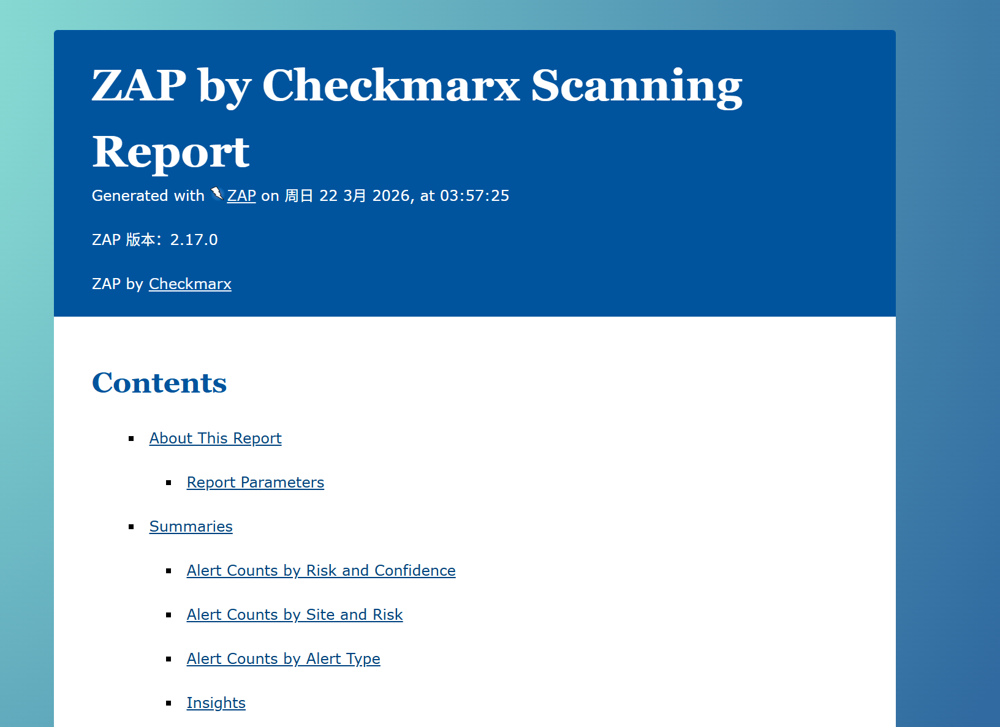 ZAP by Checkmarx Scanning
Report
Generated with ZAP on 周日 22 3月 2026, at 03:57:25
ZAP 版本：2.17.0
ZAP by Checkmarx
Contents
About This Report
Report Parameters
Summaries
Alert Counts by Risk and Confidence
Alert Counts by Site and Risk
Alert Counts by Alert Type
Insights